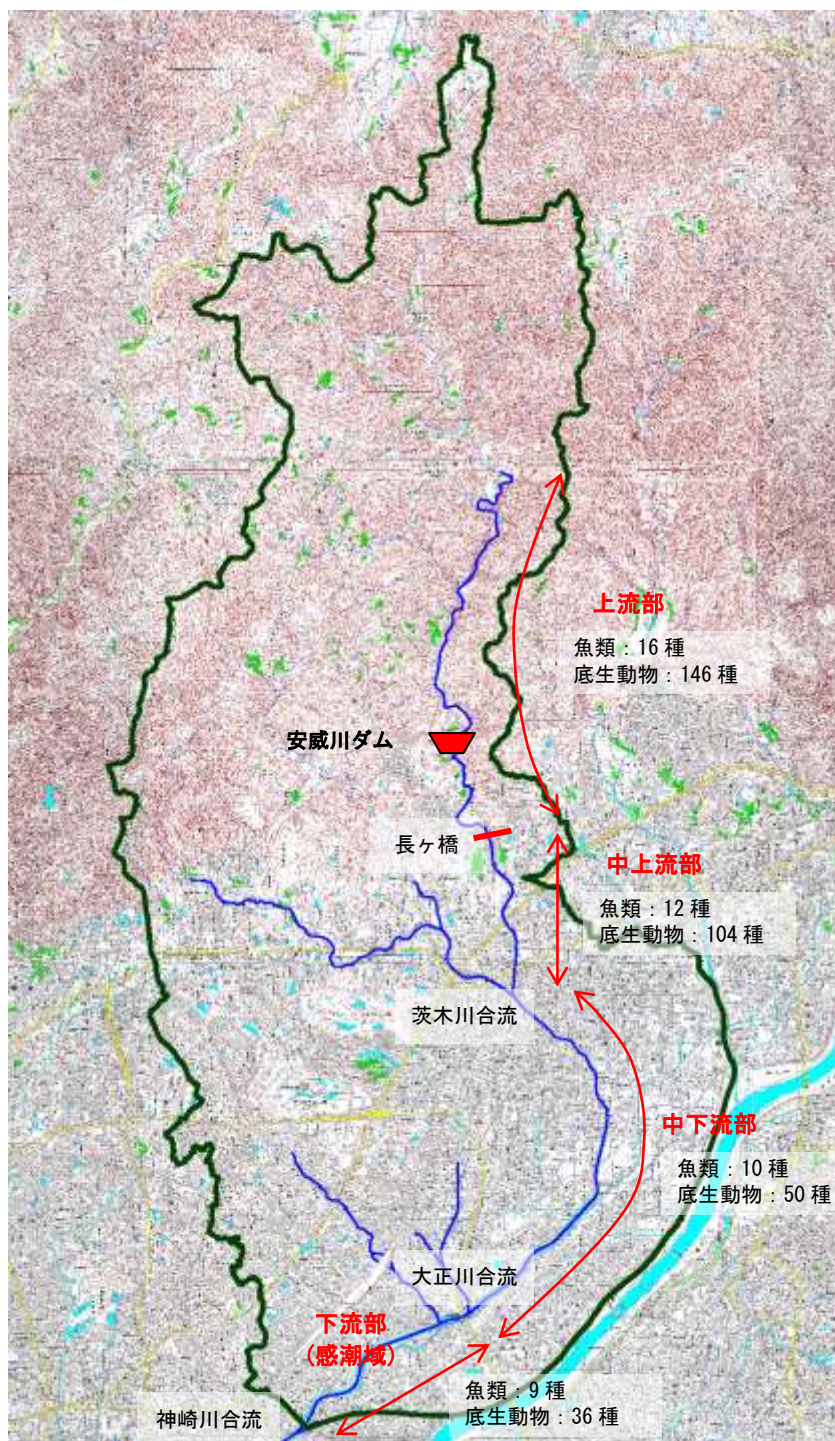 上流部
魚類：16 種
底生動物：146 種
安威川ダム
長ヶ橋
中上流部
魚類：12 種
底生動物：104 種
茨木川合流
中下流部
魚類：10 種
底生動物：50 種
大正川合流
下流部
（感潮域）
魚類：9 種
底生動物：36 種
神崎川合流